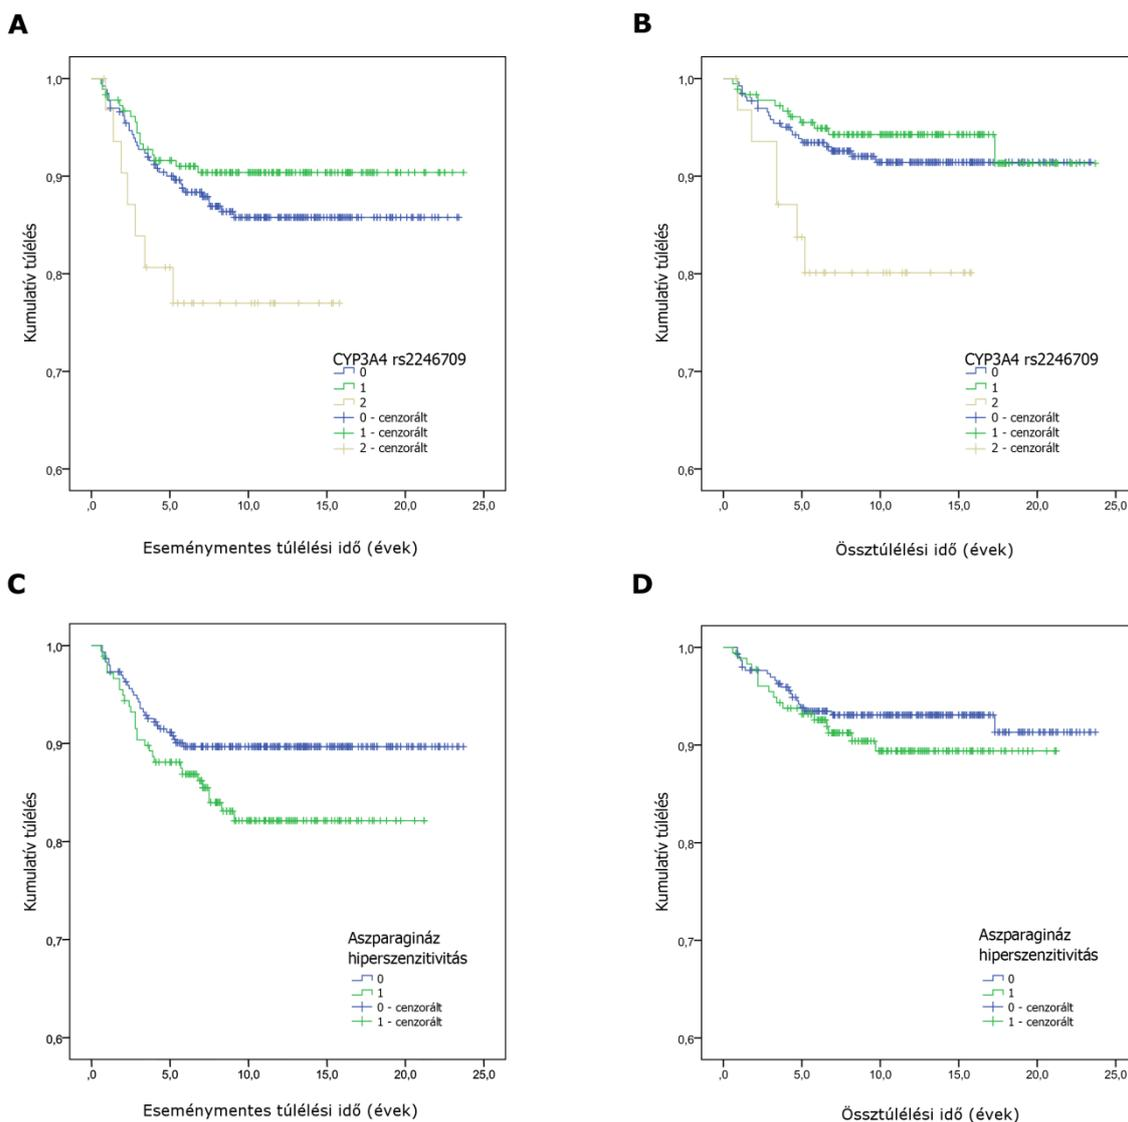 A
1,0
0,9
0,8
0,7
0,6
Kumulatív túlélés
CYP3A4 rs2246709
0
1
2
0 - cenzorált
1 - cenzorált
2 - cenzorált
,0 5,0 10,0 15,0 20,0 25,0
Eseménymentes túlélési idő (évek)
B
1,0
0,9
0,8
0,7
0,6
Kumulatív túlélés
CYP3A4 rs2246709
0
1
2
0 - cenzorált
1 - cenzorált
2 - cenzorált
,0 5,0 10,0 15,0 20,0 25,0
Össztúlélési idő (évek)
C
1,0
0,9
0,8
0,7
0,6
Kumulatív túlélés
Aszparagináz
hiperszenzitivitás
0
1
0 - cenzorált
1 - cenzorált
,0 5,0 10,0 15,0 20,0 25,0
Eseménymentes túlélési idő (évek)
D
1,0
0,9
0,8
0,7
0,6
Kumulatív túlélés
Aszparagináz
hiperszenzitivitás
0
1
0 - cenzorált
1 - cenzorált
,0 5,0 10,0 15,0 20,0 25,0
Össztúlélési idő (évek)